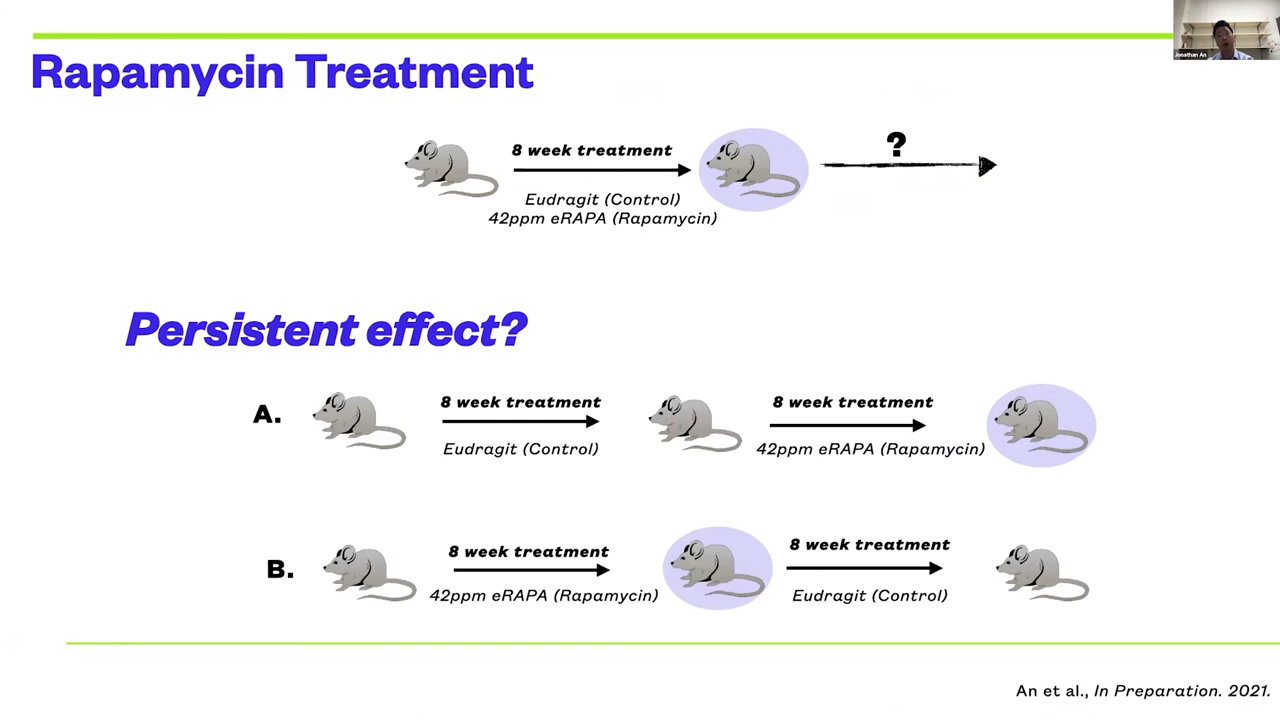 Rapamycin Treatment
Jonathan An
8 week treatment
?
Eudragit (Control)
42ppm eRAPA (Rapamycin)
Persistent effect?
A.
8 week treatment
Eudragit (Control)
8 week treatment
42ppm eRAPA (Rapamycin)
B.
8 week treatment
42ppm eRAPA (Rapamycin)
8 week treatment
Eudragit (Control)
An et al., In Preparation. 2021.